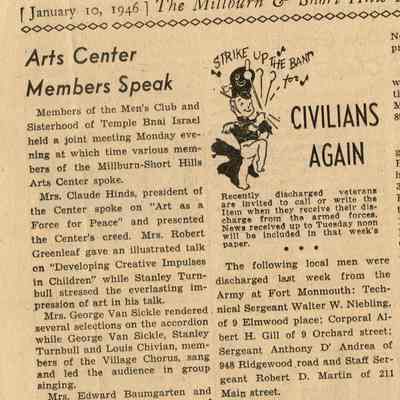 [ January 10, 1946 ] The Millburn & Short Hills
Arts Center
Members Speak
Members of the Men's Club and
Sisterhood of Temple Bnai Israel
held a joint meeting Monday eve-
ning at which time various mem-
bers of the Millburn-Short Hills
Arts Center spoke.
Mrs. Claude Hinds, president of
the Center spoke on "Art as a
Force for Peace" and presented
the Center's creed. Mrs. Robert
Greenleaf gave an illustrated talk
on "Developing Creative Impulses
in Children" while Stanley Turn-
bull stressed the everlasting im-
pression of art in his talk.
Mrs. George Van Sickle rendered
several selections on the accordion
while George Van Sickle, Stanley
Turnbull and Louis Chivian, mem-
bers of the Village Chorus, sang
and led the audience in group
singing.
Mrs. Edward Baumgarten and
STRIKE UP THE BAND
for
CIVILIANS
AGAIN
Recently discharged veterans
are invited to call or write the
Item when they receive their dis-
charge from the armed forces.
News received up to Tuesday noon
will be included in that week's
paper.
The following local men were
discharged last week from the
Army at Fort Monmouth: Tech-
nical Sergeant Walter W. Niebling,
of 9 Elmwood place; Corporal Al-
bert H. Gill of 9 Orchard street;
Sergeant Anthony D' Andrea of
948 Ridgewood road and Staff Ser-
geant Robert D. Martin of 211
Main street.